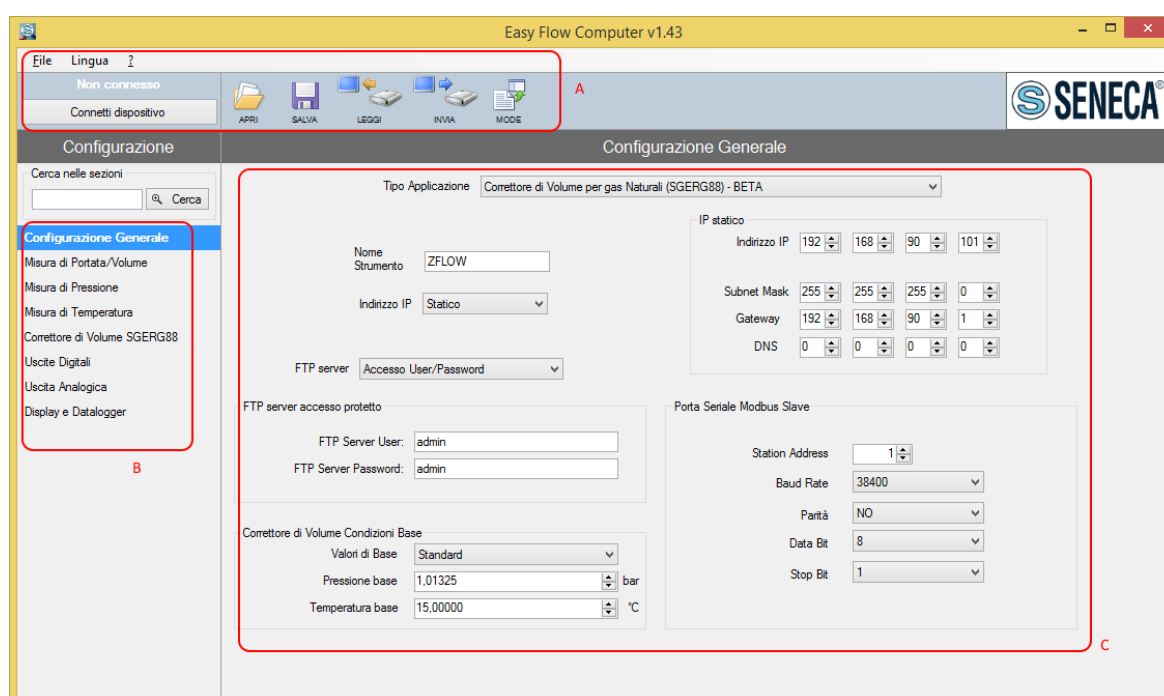 Easy Flow Computer v1.43
File Lingua ?
Non connesso
Connetti dispositivo
APRI SALVA LEGGI INVIA MODE
A
SENECA®
Configurazione
Configurazione Generale
Cerca nelle sezioni
Cerca
Configurazione Generale
Misura di Portata/Volume
Misura di Pressione
Misura di Temperatura
Correttore di Volume SGERG88
Uscite Digitali
Uscita Analogica
Display e Datalogger
B
Tipo Applicazione Correttore di Volume per gas Naturali (SGERG88) - BETA
Nome
Strumento ZFLOW
Indirizzo IP Statico
FTP server Accesso User/Password
IP statico
Indirizzo IP 192 168 90 101
Subnet Mask 255 255 255 0
Gateway 192 168 90 1
DNS 0 0 0 0
FTP server accesso protetto
FTP Server User: admin
FTP Server Password: admin
Correttore di Volume Condizioni Base
Valori di Base Standard
Pressione base 1,01325 bar
Temperatura base 15,00000 °C
Porta Seriale Modbus Slave
Station Address 1
Baud Rate 38400
Parità NO
Data Bit 8
Stop Bit 1
C